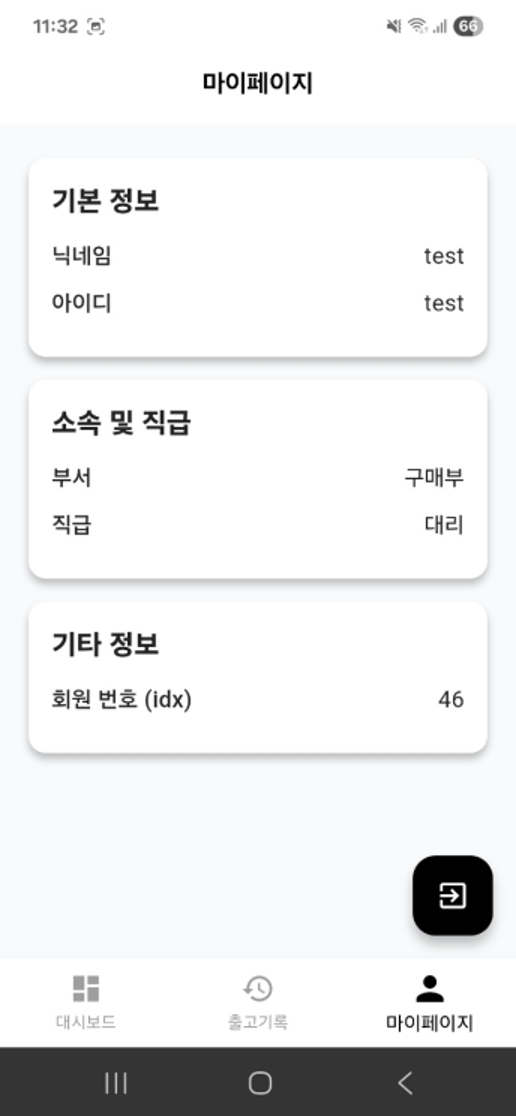 11:32 66
마이페이지
기본 정보
닉네임 test
아이디 test
소속 및 직급
부서 구매부
직급 대리
기타 정보
회원 번호 (idx) 46
대시보드 출고기록 마이페이지